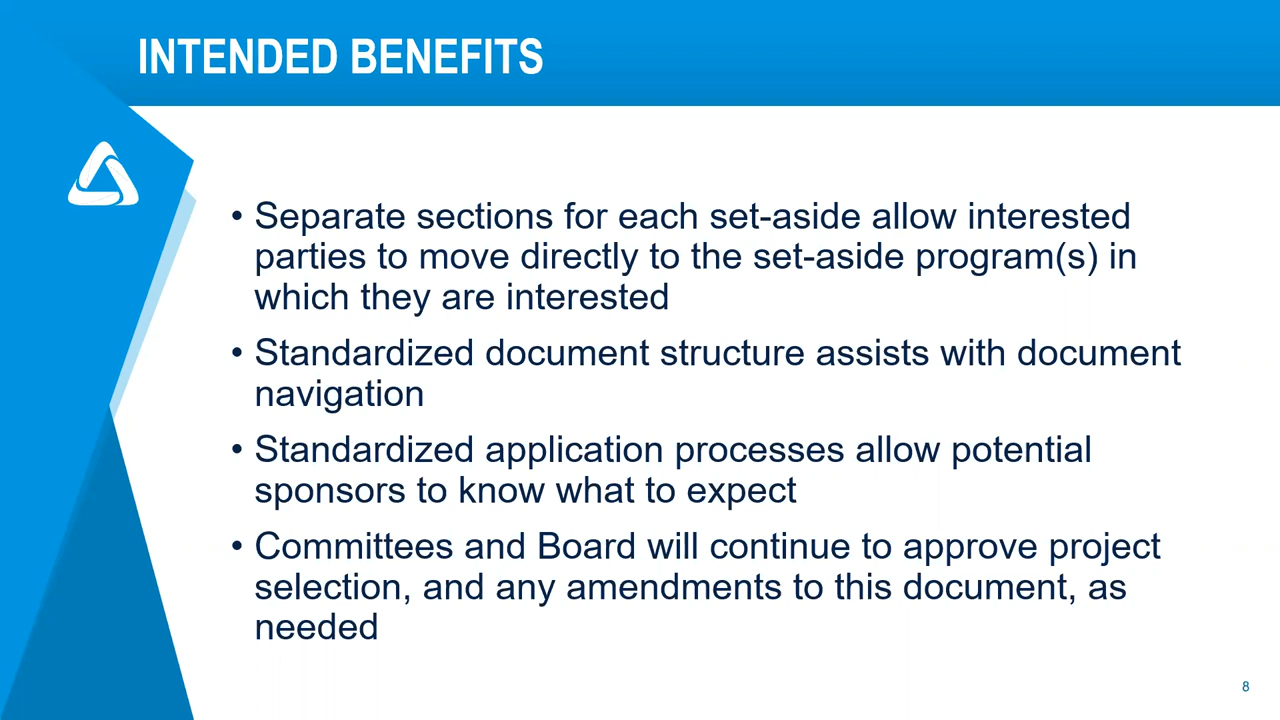 INTENDED BENEFITS
• Separate sections for each set-aside allow interested
parties to move directly to the set-aside program(s) in
which they are interested
• Standardized document structure assists with document
navigation
• Standardized application processes allow potential
sponsors to know what to expect
• Committees and Board will continue to approve project
selection, and any amendments to this document, as
needed
8